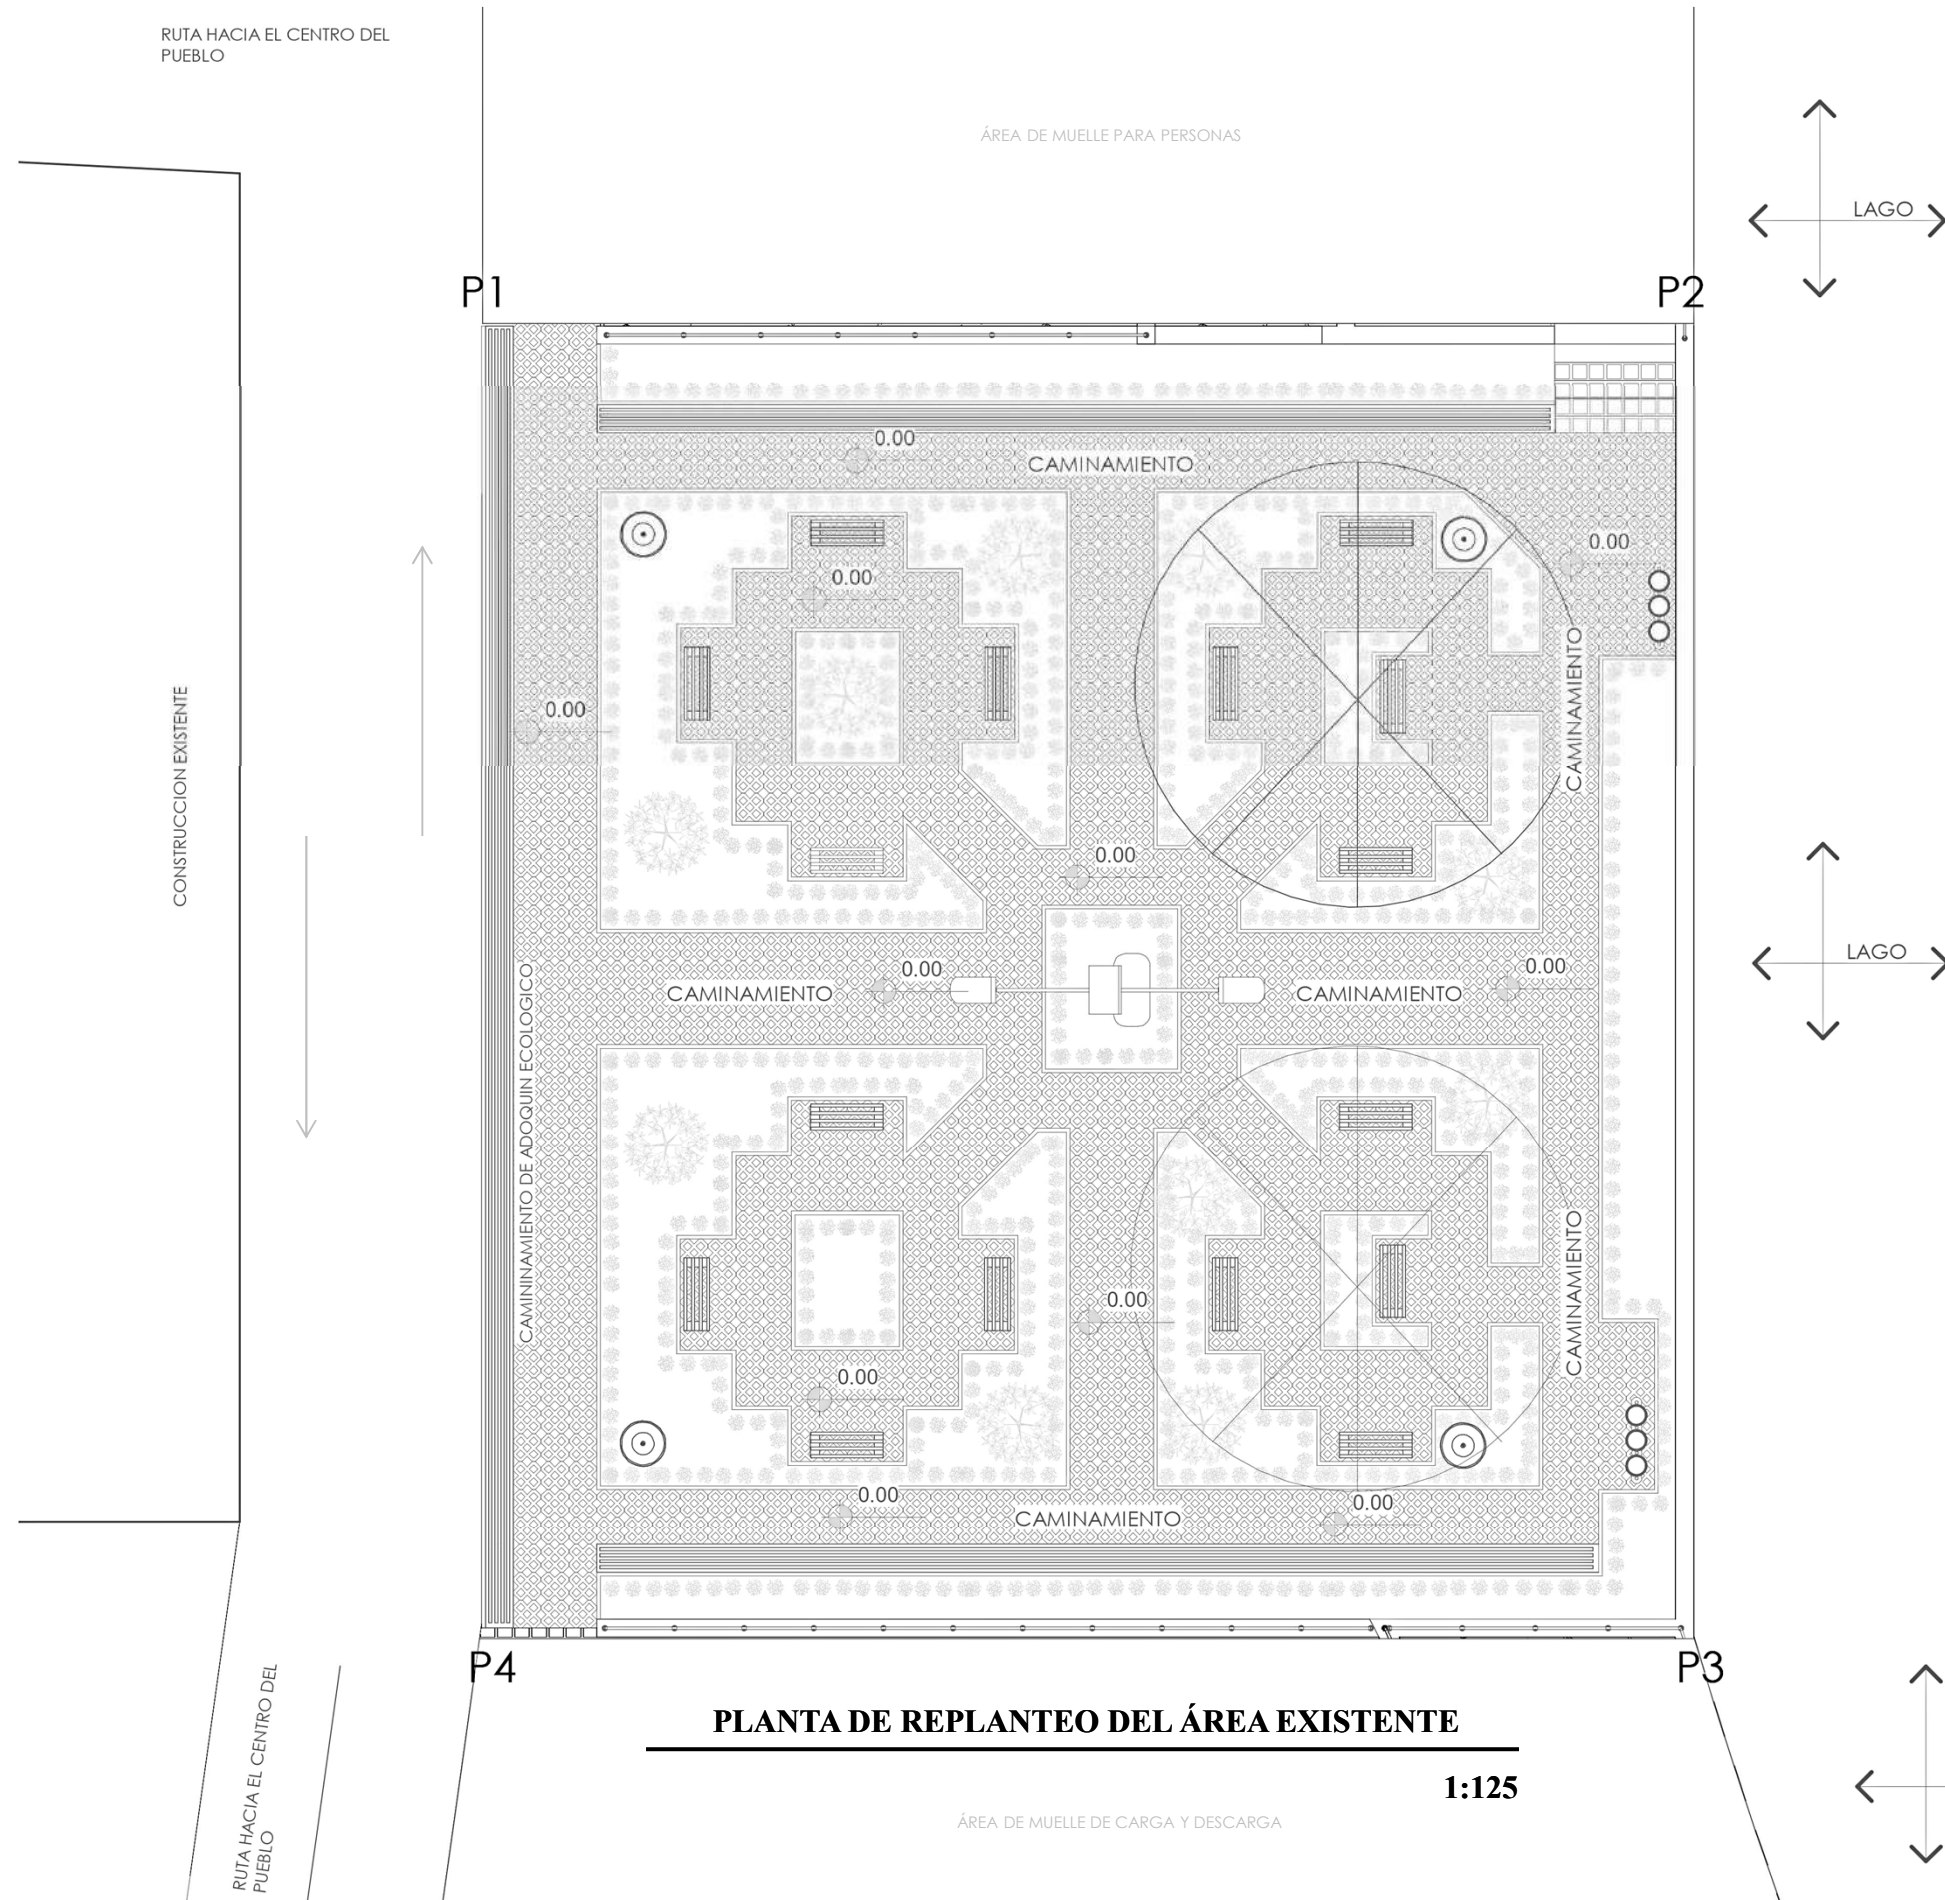 RUTA HACIA EL CENTRO DEL
PUEBLO
ÁREA DE MUELLE PARA PERSONAS
LAGO
P1
P2
0.00
CAMINAMIENTO
0.00
0.00
CAMINAMIENTO
0.00
CONSTRUCCION EXISTENTE
0.00
LAGO
0.00
CAMINAMIENTO
0.00
CAMINAMIENTO
CAMININAMIENTO DE ADOQUIN ECOLOGICO
CAMINAMIENTO
0.00
0.00
0.00
0.00
CAMINAMIENTO
P4
P3
RUTA HACIA EL CENTRO DEL
PUEBLO
PLANTA DE REPLANTEO DEL ÁREA EXISTENTE
1:125
ÁREA DE MUELLE DE CARGA Y DESCARGA